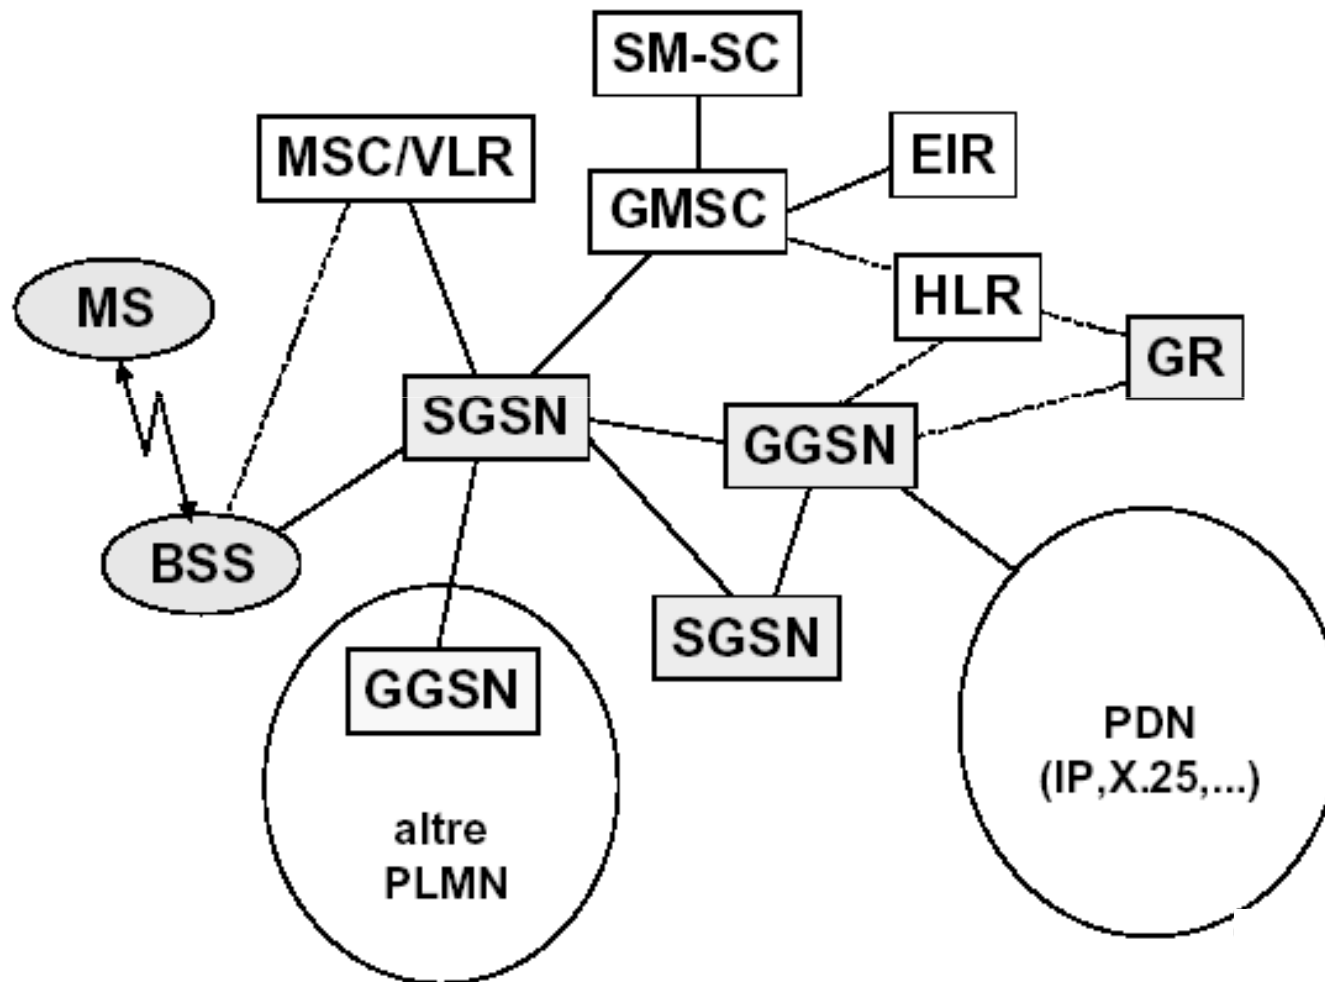 SM-SC
MSC/VLR
EIR
GMSC
HLR
MS
GR
SGSN
GGSN
BSS
SGSN
GGSN
PDN
(IP,X.25,...)
altre
PLMN